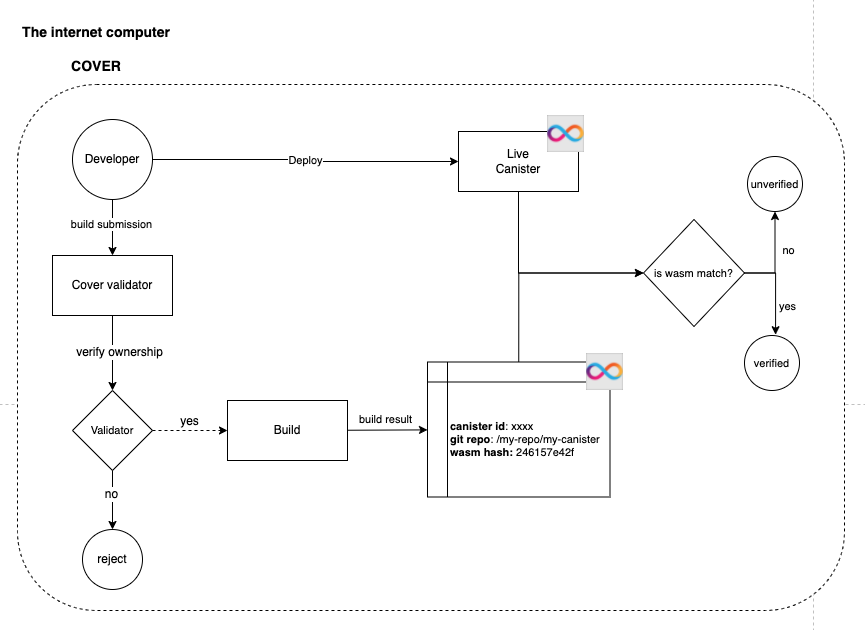 The internet computer
COVER
Developer
Deploy
Live
Canister
unverified
build submission
no
is wasm match?
Cover validator
yes
verify ownership
verified
Validator
yes
Build
build result
canister id: xxxx
git repo: /my-repo/my-canister
wasm hash: 246157e42f
no
reject